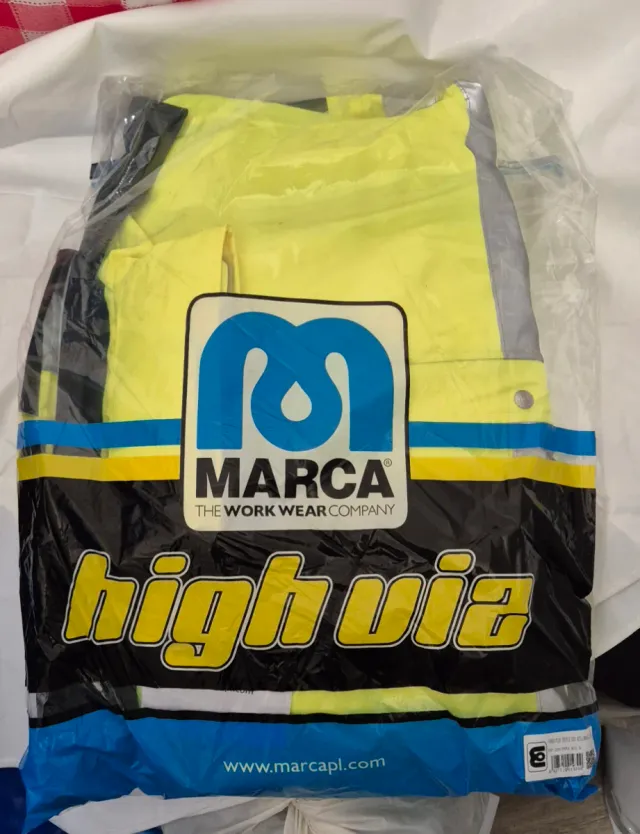 MARCA®
THE WORK WEAR COMPANY
high viz
www.marcapl.com